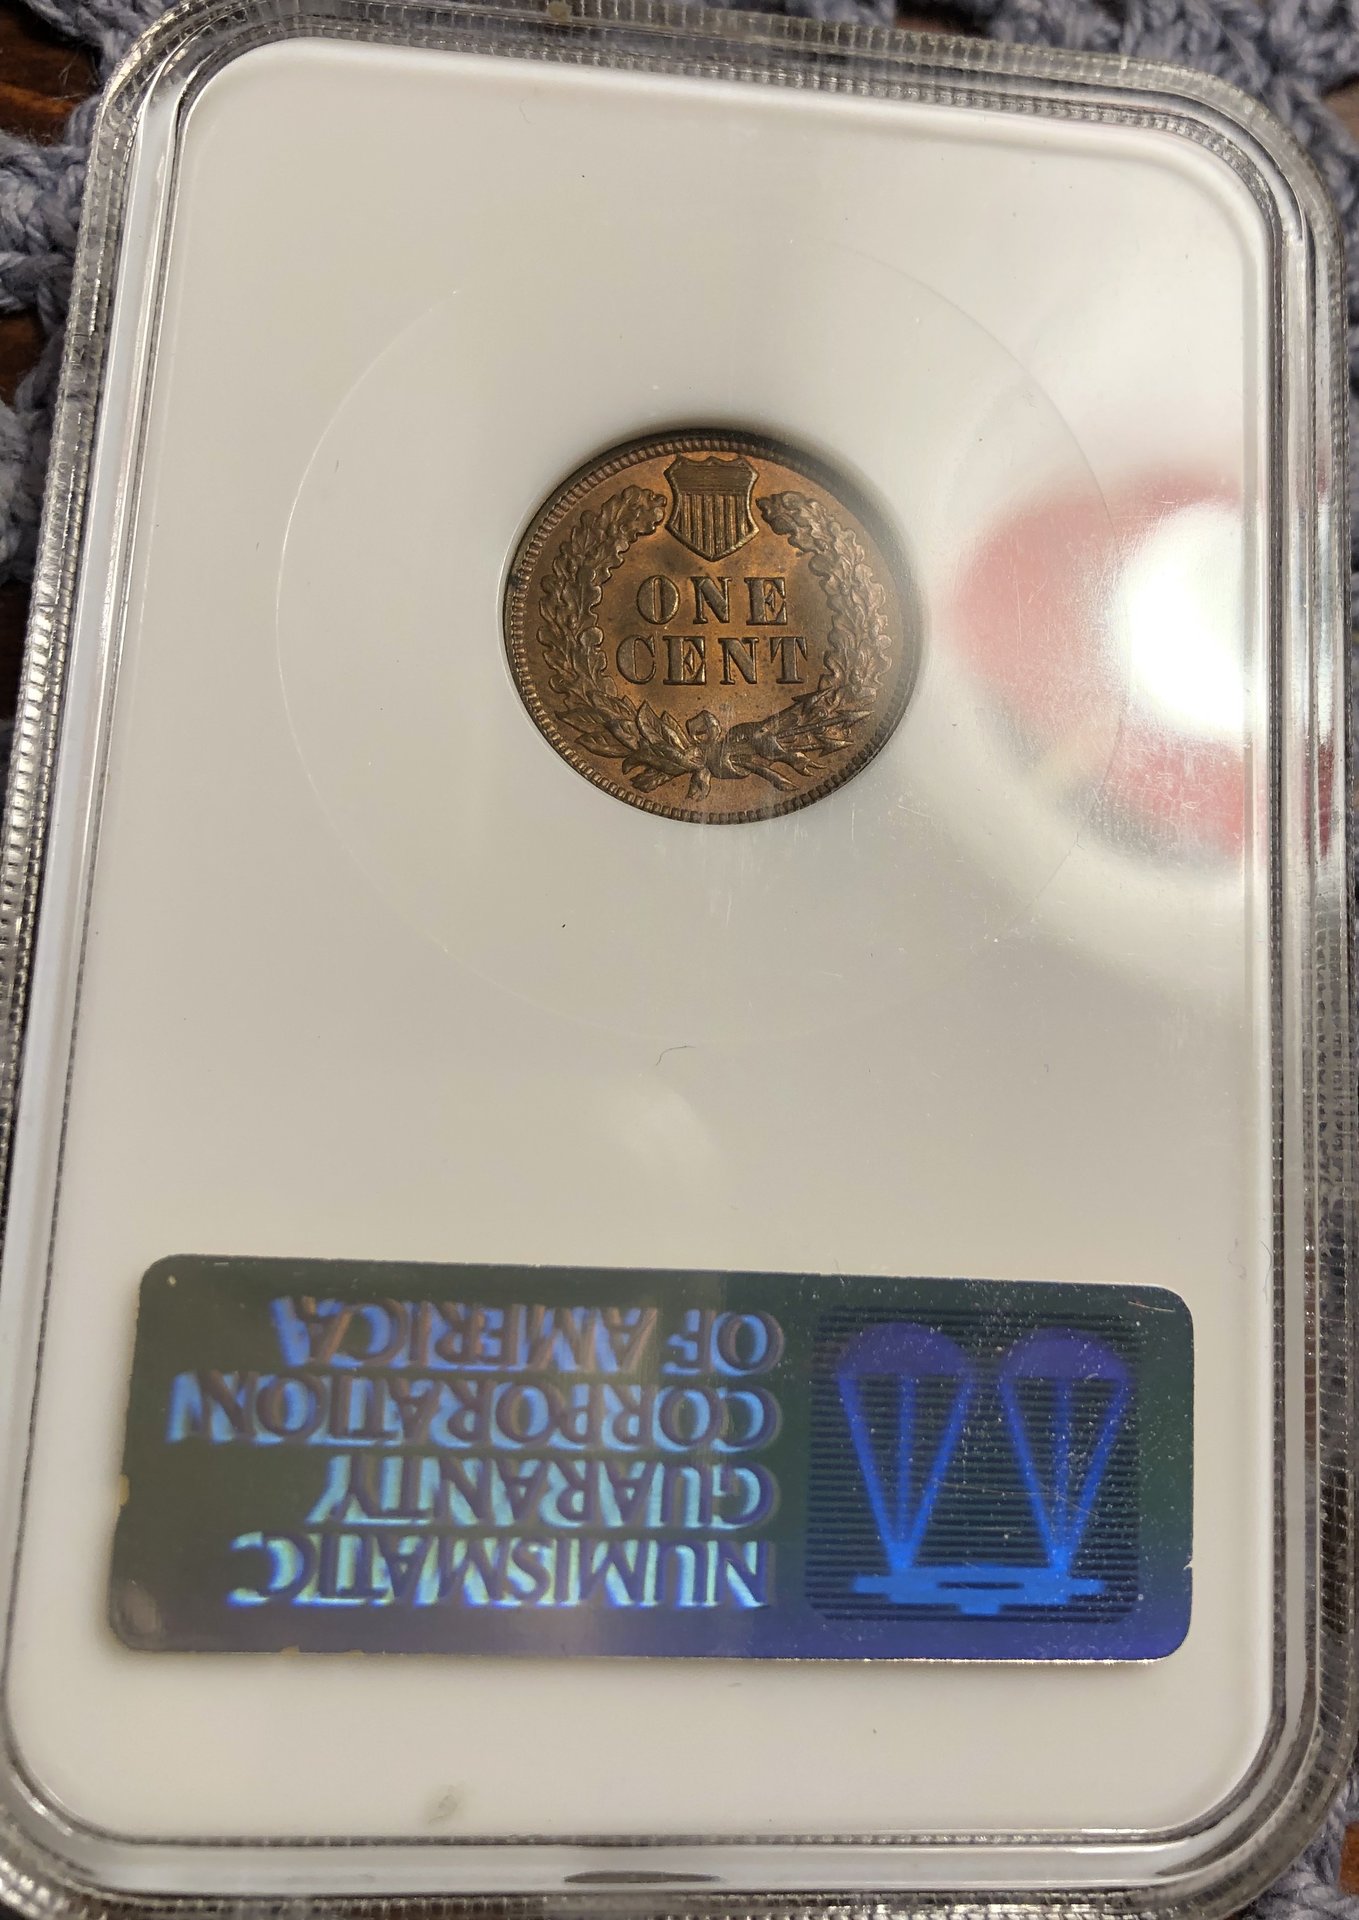 ONE
CENT
NUMISMATIC
GUARANTY
CORPORATION
OF AMERICA